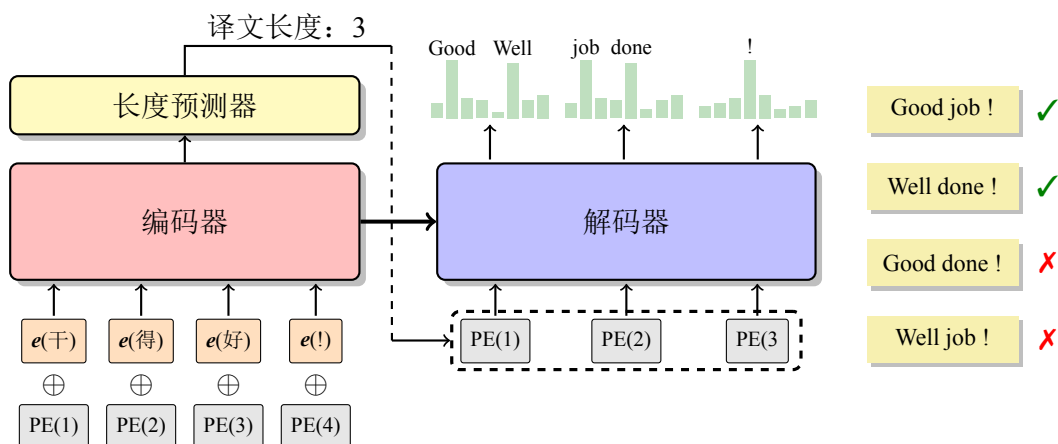 译文长度：3
长度预测器
编码器
e(干) e(得) e(好) e(!)
PE(1) PE(2) PE(3) PE(4)
Good Well job done !
解码器
PE(1) PE(2) PE(3
Good job !
Well done !
Good done !
Well job !